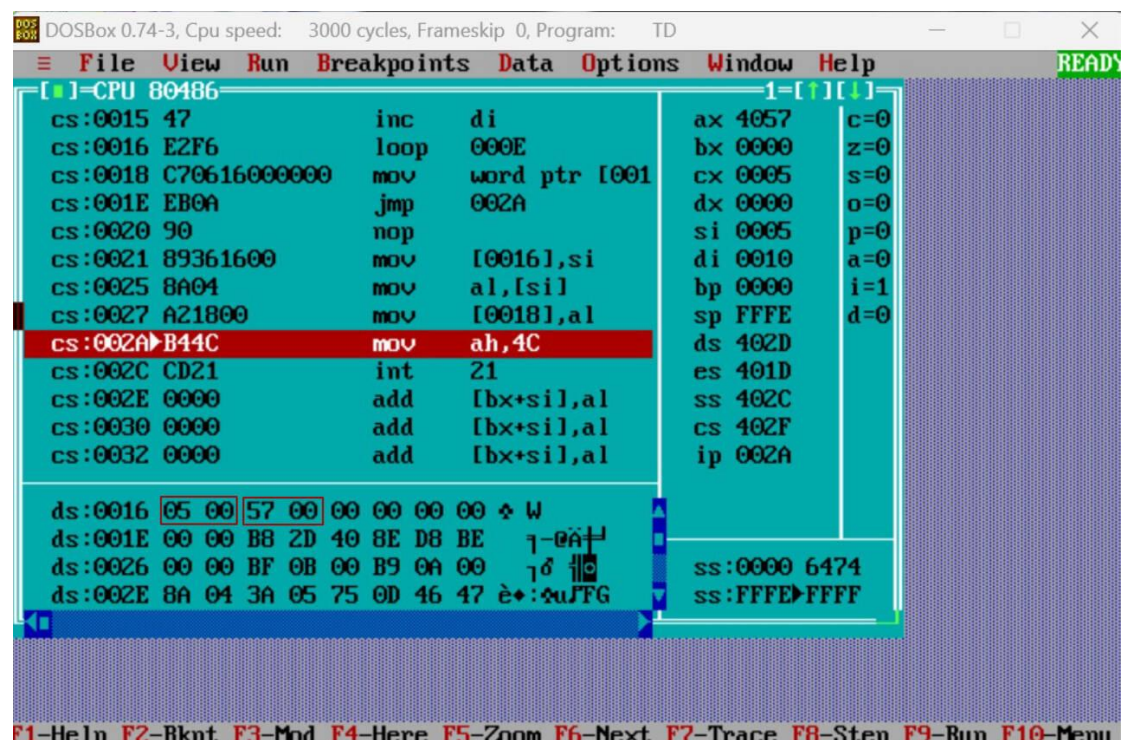 DOSBox 0.74-3, Cpu speed: 3000 cycles, Frameskip 0, Program: TD
≡ File View Run Breakpoints Data Options Window Help READY
[■]=CPU 80486 1=[↑][↓]
cs:0015 47 inc di ax 4057 c=0
cs:0016 E2F6 loop 000E bx 0000 z=0
cs:0018 C70616000000 mov word ptr [001 cx 0005 s=0
cs:001E EB0A jmp 002A dx 0000 o=0
cs:0020 90 nop si 0005 p=0
cs:0021 89361600 mov [0016],si di 0010 a=0
cs:0025 8A04 mov al,[si] bp 0000 i=1
cs:0027 A21800 mov [0018],al sp FFFE d=0
cs:002A►B44C mov ah,4C ds 402D
cs:002C CD21 int 21 es 401D
cs:002E 0000 add [bx+si],al ss 402C
cs:0030 0000 add [bx+si],al cs 402F
cs:0032 0000 add [bx+si],al ip 002A
ds:0016 05 00 57 00 00 00 00 00 ♣ W
ds:001E 00 00 B8 2D 40 8E D8 BE ╕-@Ä╪╛
ds:0026 00 00 BF 0B 00 B9 0A 00 ┐♂ ╣◙ ss:0000 6474
ds:002E 8A 04 3A 05 75 0D 46 47 è♦:♣u♪FG ss:FFFE►FFFF
F1-Help F2-Bkpt F3-Mod F4-Here F5-Zoom F6-Next F7-Trace F8-Step F9-Run F10-Menu